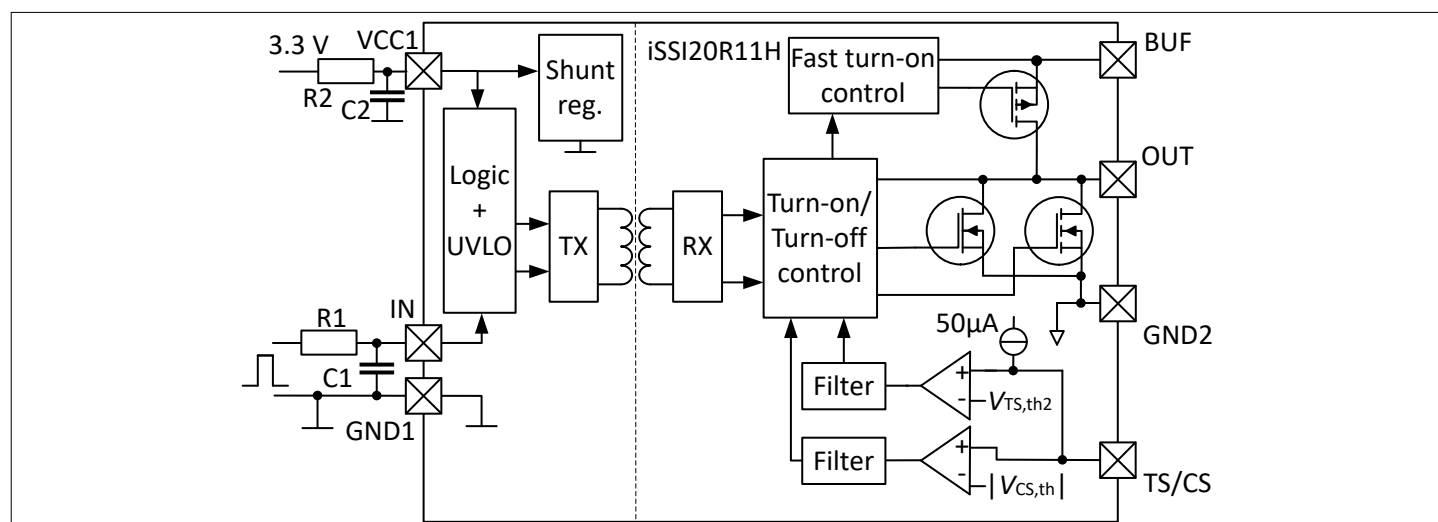 3.3 V
VCC1
R2
C2
Shunt
reg.
Logic
+
UVLO
TX
RX
iSSI20R11H
Fast turn-on
control
Turn-on/
Turn-off
control
BUF
OUT
GND2
IN
R1
C1
GND1
50µA
Filter
+
-
VTS,th2
Filter
+
-
|VCS,th|
TS/CS